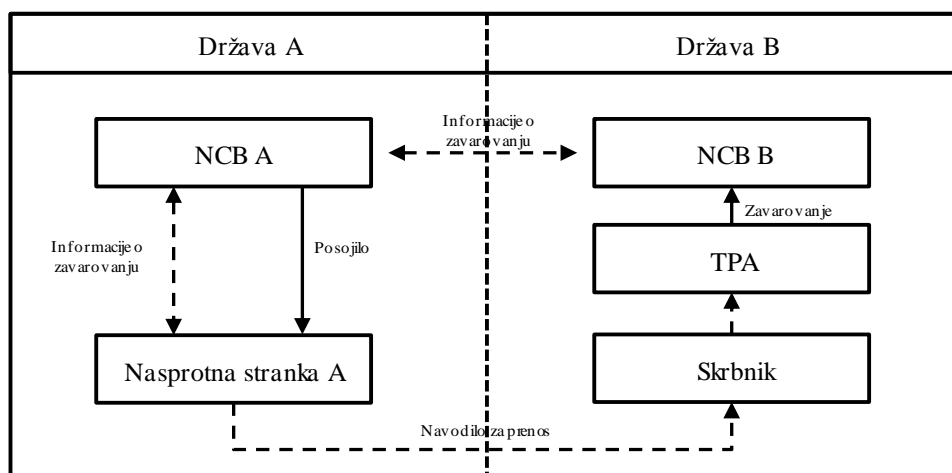 Država A
Država B
NCB A
Informacije o
zavarovanju
NCB B
Informacije o
zavarovanju
Posojilo
Zavarovanje
TPA
Nasprotna stranka A
Skrbnik
Navodilo za prenos